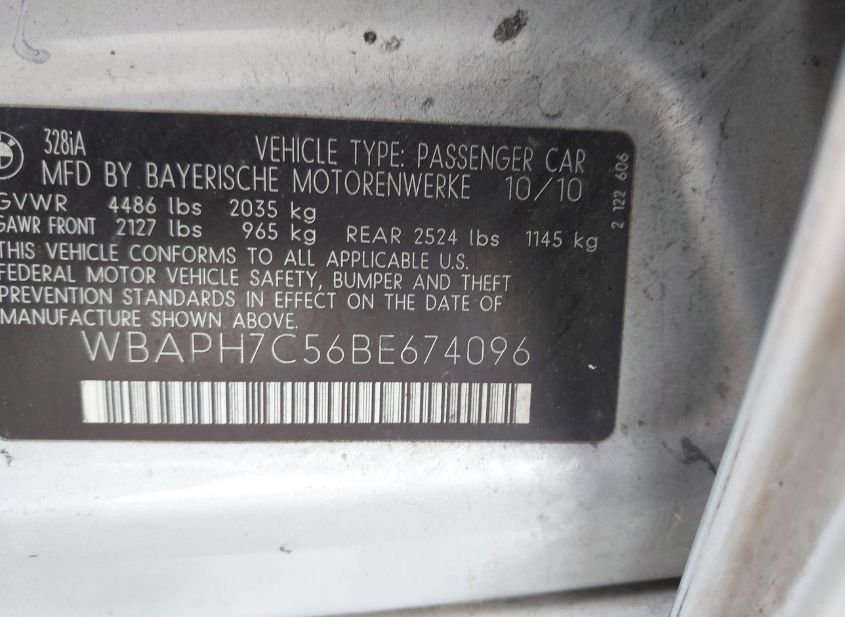 328iA
VEHICLE TYPE: PASSENGER CAR
MFD BY BAYERISCHE MOTORENWERKE 10/10
GVWR 4486 lbs 2035 kg
GAWR FRONT 2127 lbs 965 kg REAR 2524 lbs 1145 kg
THIS VEHICLE CONFORMS TO ALL APPLICABLE U.S.
FEDERAL MOTOR VEHICLE SAFETY, BUMPER AND THEFT
PREVENTION STANDARDS IN EFFECT ON THE DATE OF
MANUFACTURE SHOWN ABOVE.
WBAPH7C56BE674096
2 122 606